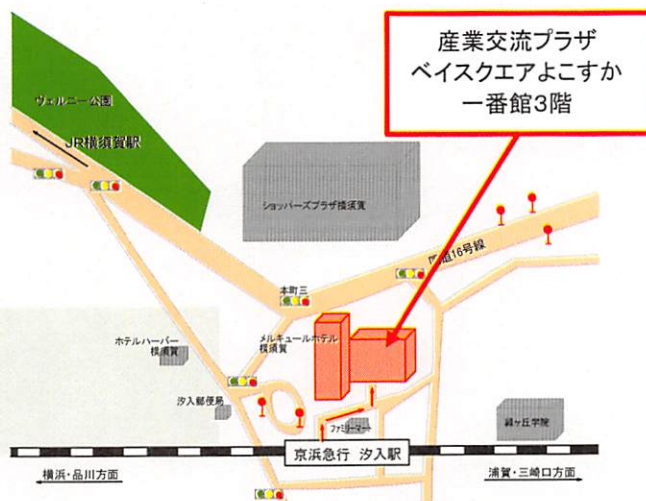 産業交流プラザ
ベイスクエアよこすか
一番館3階
ヴェルニー公園
JR横須賀駅
ショッパーズプラザ横須賀
国道16号線
本町三
メルキュールホテル
横須賀
ホテルハーバー
横須賀
汐入郵便局
ファミリーマート
緑ヶ丘学院
京浜急行 汐入駅
横浜・品川方面
浦賀・三崎口方面